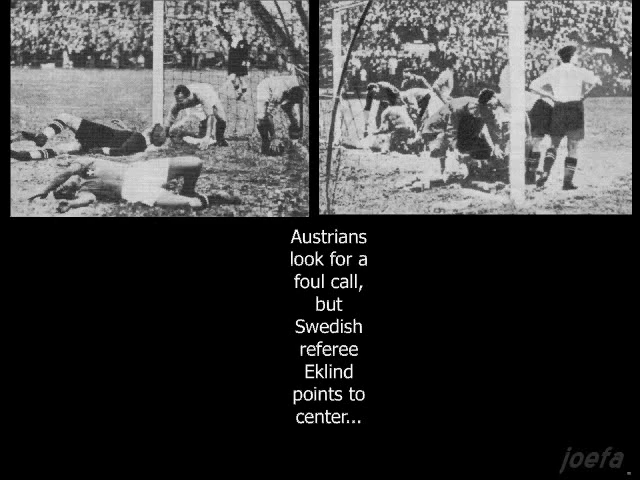 Austrians
look for a
foul call,
but
Swedish
referee
Eklind
points to
center...
joefa